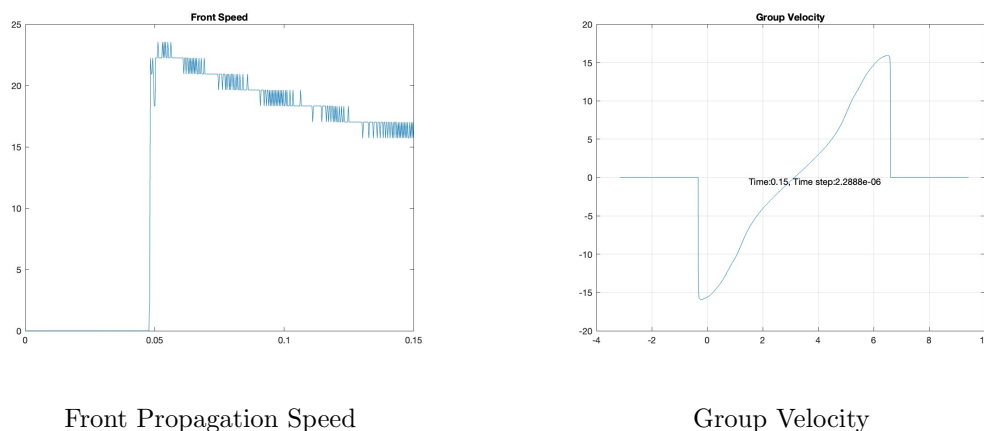 Front Speed
25
20
15
10
5
0
0 0.05 0.1 0.15
Front Propagation Speed
Group Velocity
20
15
10
5
0
-5
-10
-15
-20
Time:0.15, Time step:2.2888e-06
-4 -2 0 2 4 6 8 10
Group Velocity